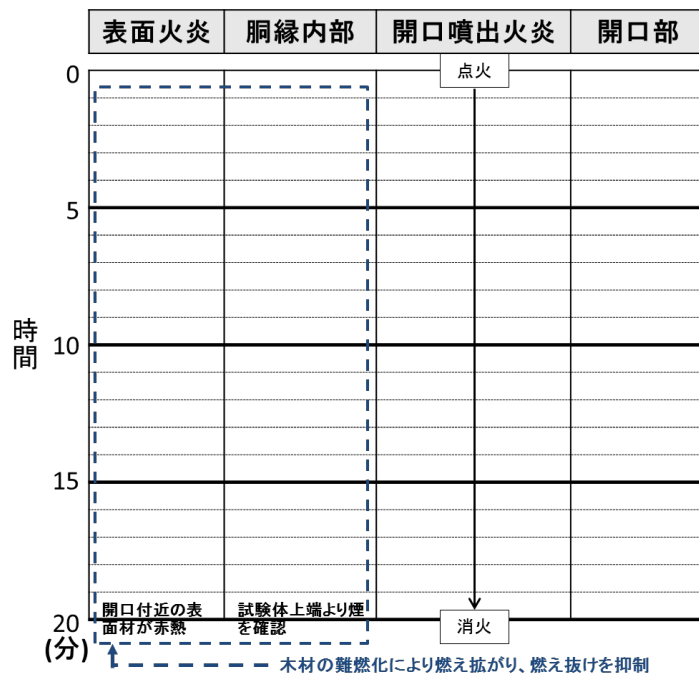 表面火炎 胴縁内部 開口噴出火炎 開口部
0
点火
5
時間
10
15
開口付近の表
面材が赤熱
試験体上端より煙
を確認
20
(分)
消火
木材の難燃化により燃え拡がり、燃え抜けを抑制